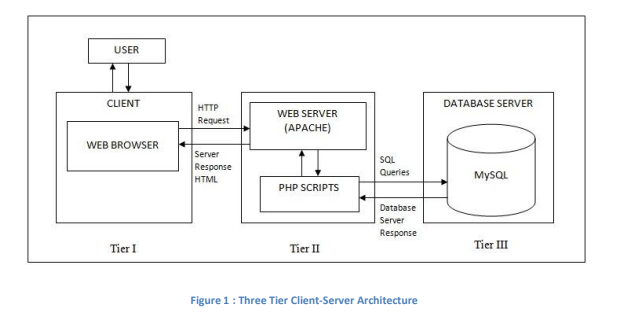 USER
CLIENT
WEB BROWSER
HTTP
Request
Server
Response
HTML
WEB SERVER
(APACHE)
PHP SCRIPTS
SQL
Queries
Database
Server
Response
DATABASE SERVER
MySQL
Tier I
Tier II
Tier III
Figure 1 : Three Tier Client-Server Architecture